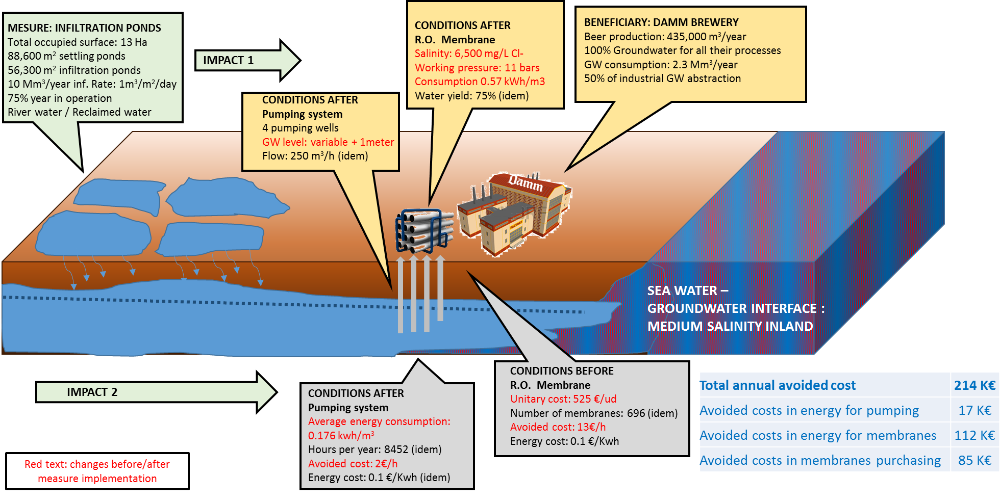 MESURE: INFILTRATION PONDS
Total occupied surface: 13 Ha
88,600 m² settling ponds
56,300 m² infiltration ponds
10 Mm³/year inf. Rate: 1m³/m²/day
75% year in operation
River water / Reclaimed water
IMPACT 1
CONDITIONS AFTER
Pumping system
4 pumping wells
GW level: variable + 1meter
Flow: 250 m³/h (idem)
CONDITIONS AFTER
R.O. Membrane
Salinity: 6,500 mg/L Cl-
Working pressure: 11 bars
Consumption 0.57 kWh/m3
Water yield: 75% (idem)
BENEFICIARY: DAMM BREWERY
Beer production: 435,000 m³/year
100% Groundwater for all their processes
GW consumption: 2.3 Mm³/year
50% of industrial GW abstraction
Damm
FACTORY
SEA WATER –
GROUNDWATER INTERFACE :
MEDIUM SALINITY INLAND
IMPACT 2
CONDITIONS AFTER
Pumping system
Average energy consumption:
0.176 kwh/m³
Hours per year: 8452 (idem)
Avoided cost: 2€/h
Energy cost: 0.1 €/Kwh (idem)
CONDITIONS BEFORE
R.O. Membrane
Unitary cost: 525 €/ud
Number of membranes: 696 (idem)
Avoided cost: 13€/h
Energy cost: 0.1 €/Kwh
Total annual avoided cost 214 K€
Avoided costs in energy for pumping 17 K€
Avoided costs in energy for membranes 112 K€
Avoided costs in membranes purchasing 85 K€
Red text: changes before/after
measure implementation